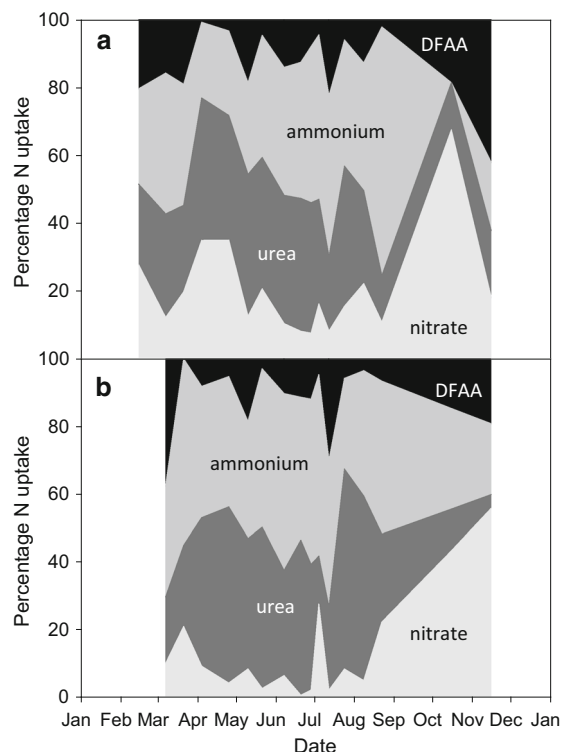 a
Percentage N uptake
100
80
60
40
20
DFAA
ammonium
urea
nitrate
b
Percentage N uptake
100
80
60
40
20
0
DFAA
ammonium
urea
nitrate
Jan Feb Mar Apr May Jun Jul Aug Sep Oct Nov Dec Jan
Date